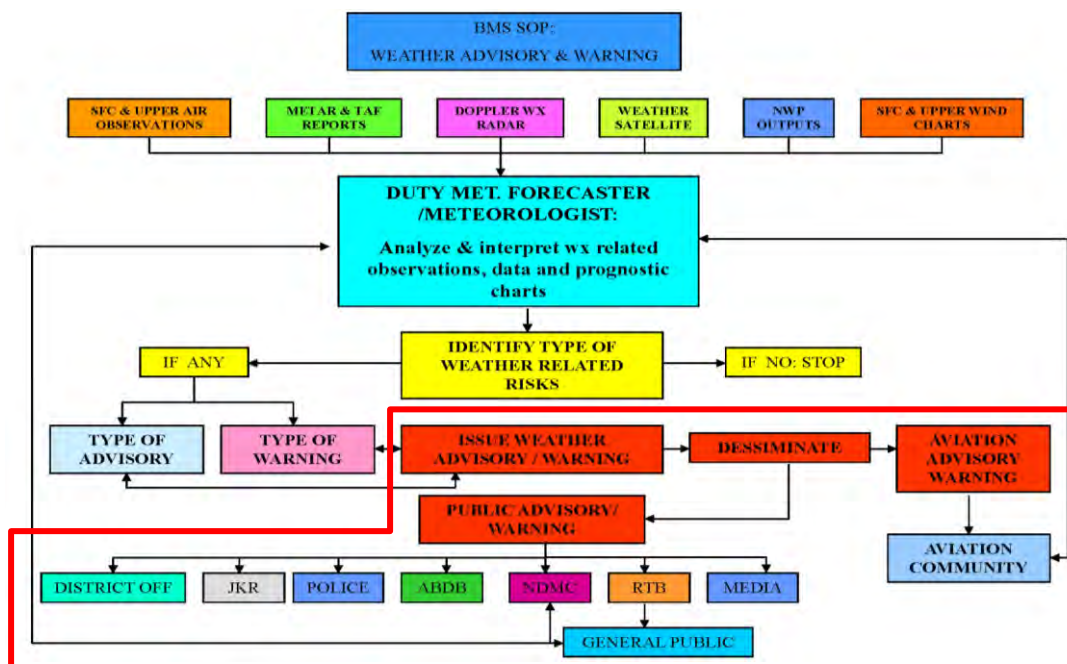 BMS SOP:
WEATHER ADVISORY & WARNING
SFC & UPPER AIR
OBSERVATIONS
METAR & TAF
REPORTS
DOPPLER WX
RADAR
WEATHER
SATELLITE
NWP
OUTPUTS
SFC & UPPER WIND
CHARTS
DUTY MET. FORECASTER
/METEOROLOGIST:
Analyze & interpret wx related
observations, data and prognostic
charts
IF ANY
IDENTIFY TYPE OF
WEATHER RELATED
RISKS
IF NO: STOP
TYPE OF
ADVISORY
TYPE OF
WARNING
ISSUE WEATHER
ADVISORY / WARNING
DESSIMINATE
AVIATION
ADVISORY
WARNING
PUBLIC ADVISORY/
WARNING
AVIATION
COMMUNITY
DISTRICT OFF
JKR
POLICE
ABDB
NDMC
RTB
MEDIA
GENERAL PUBLIC